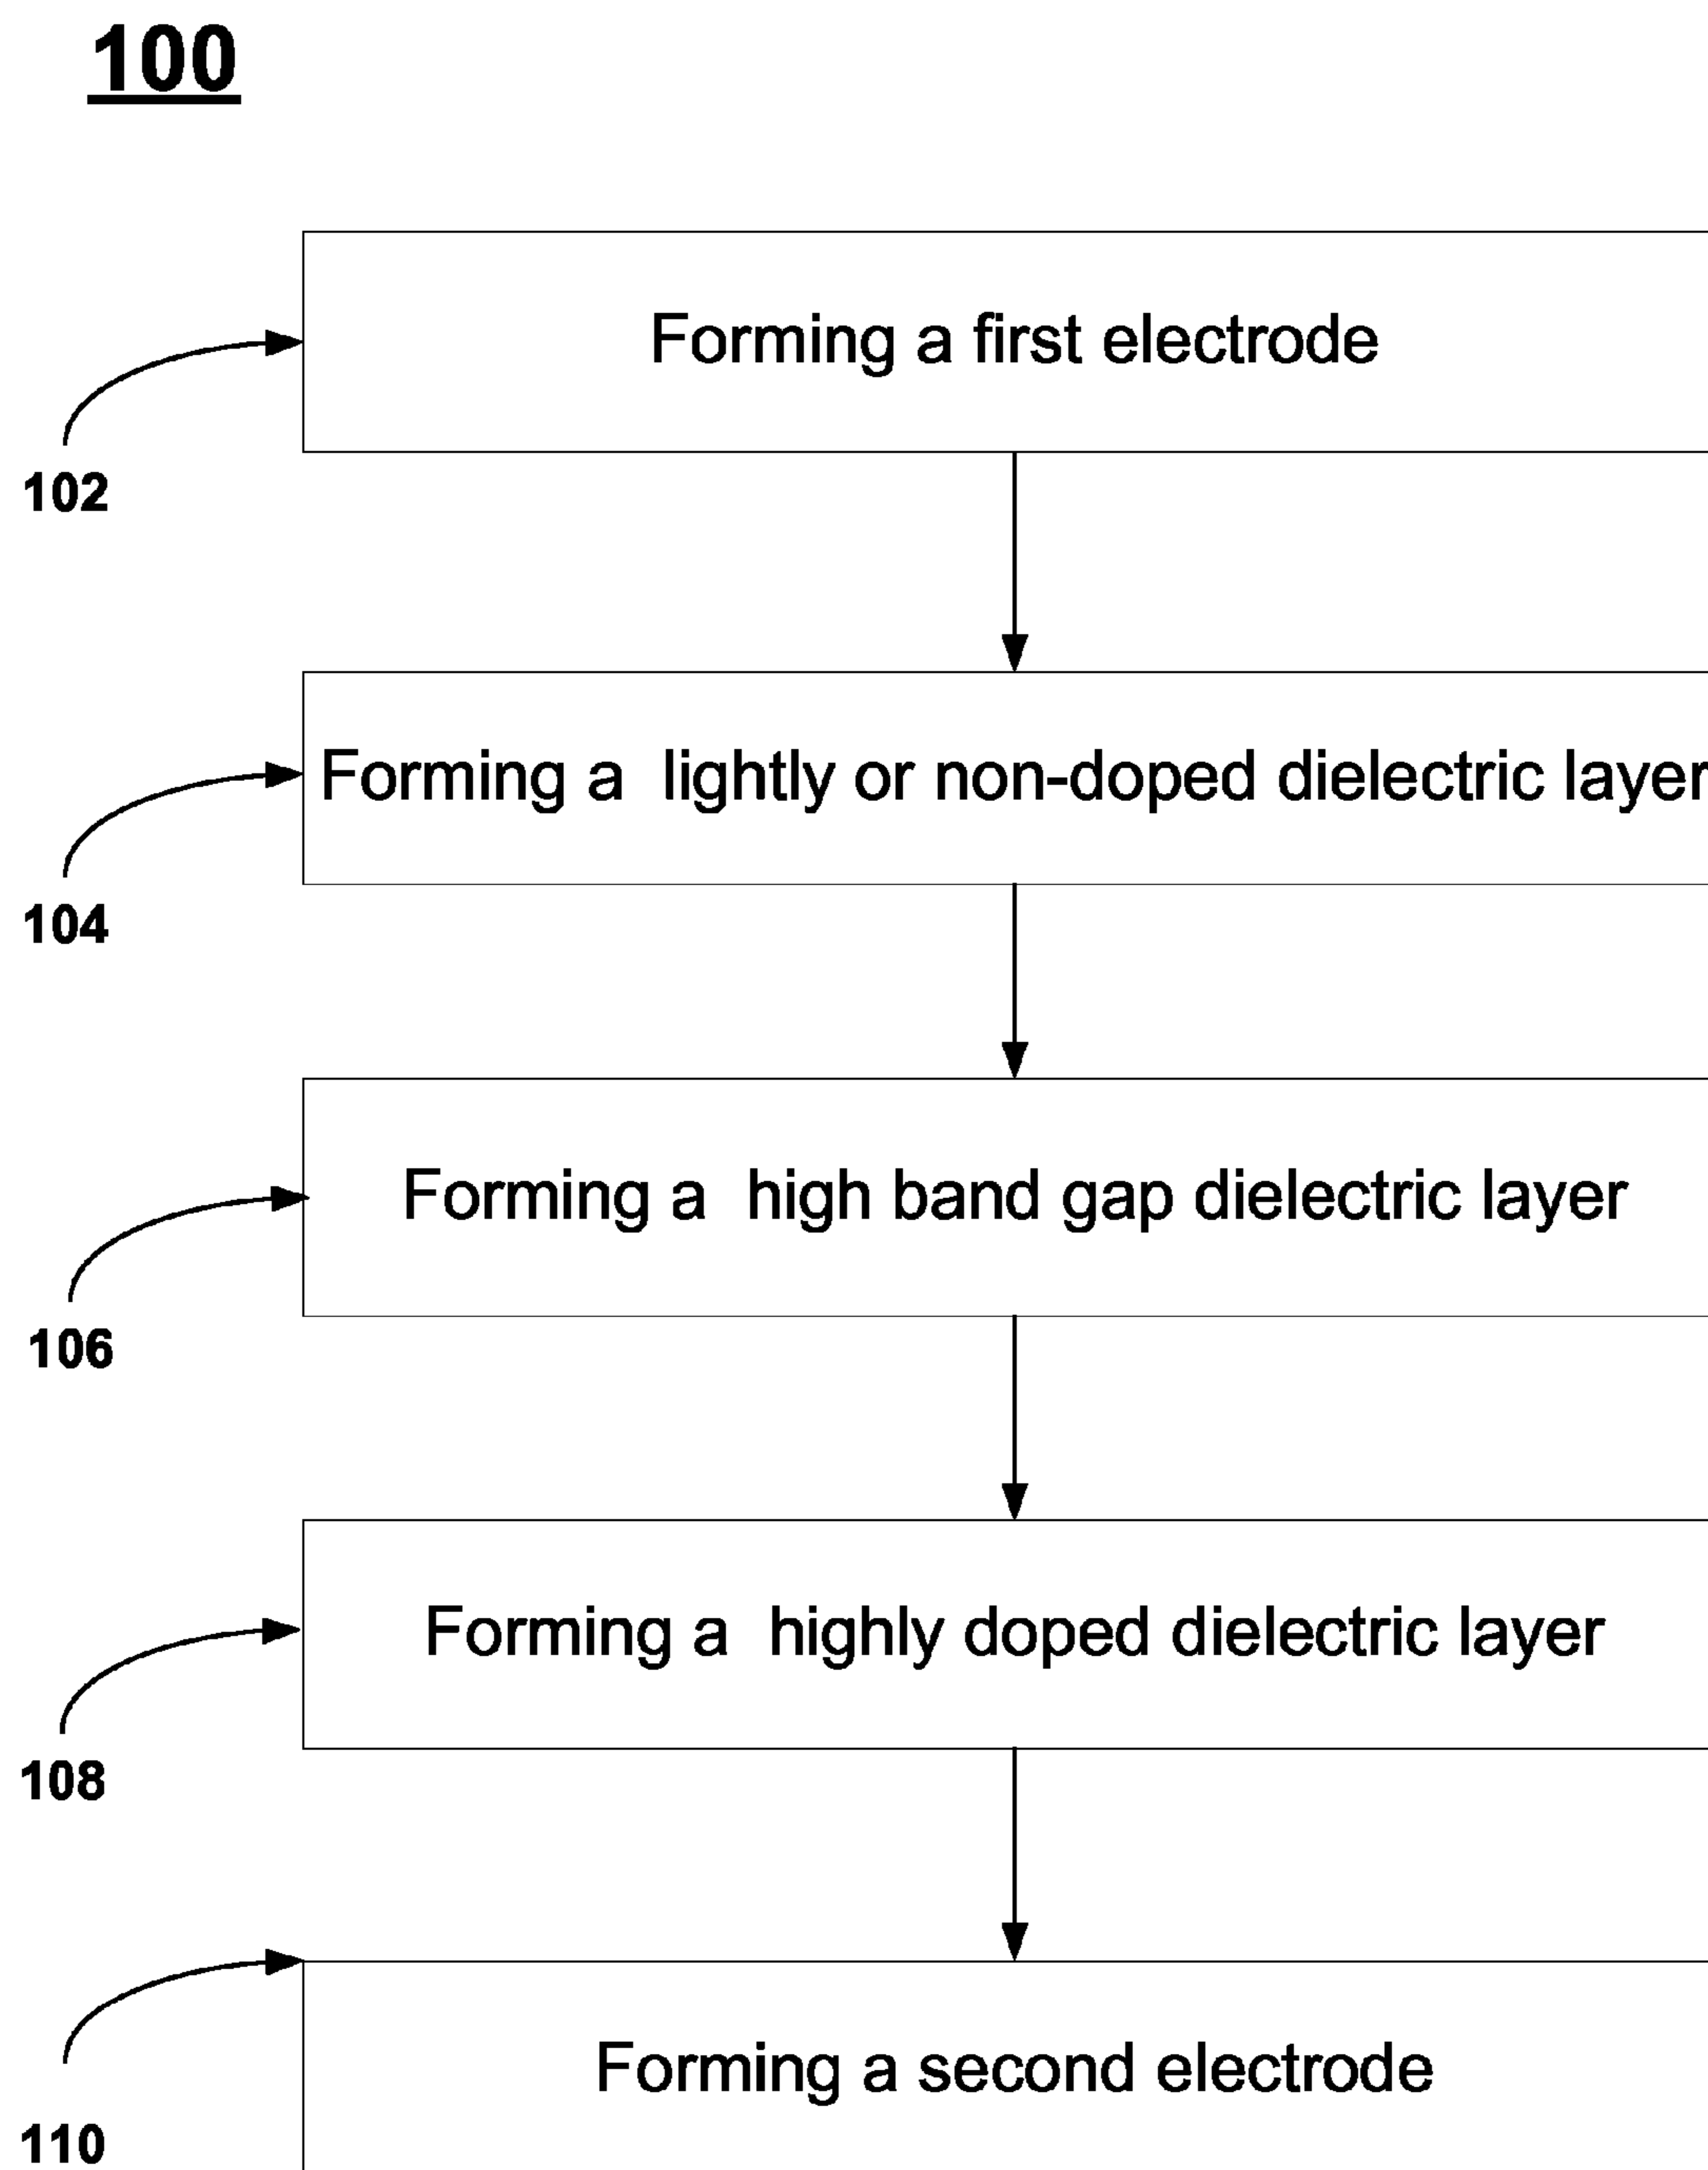 100
Forming a first electrode
102
Forming a lightly or non-doped dielectric layer
104
Forming a high band gap dielectric layer
106
Forming a highly doped dielectric layer
108
Forming a second electrode
110